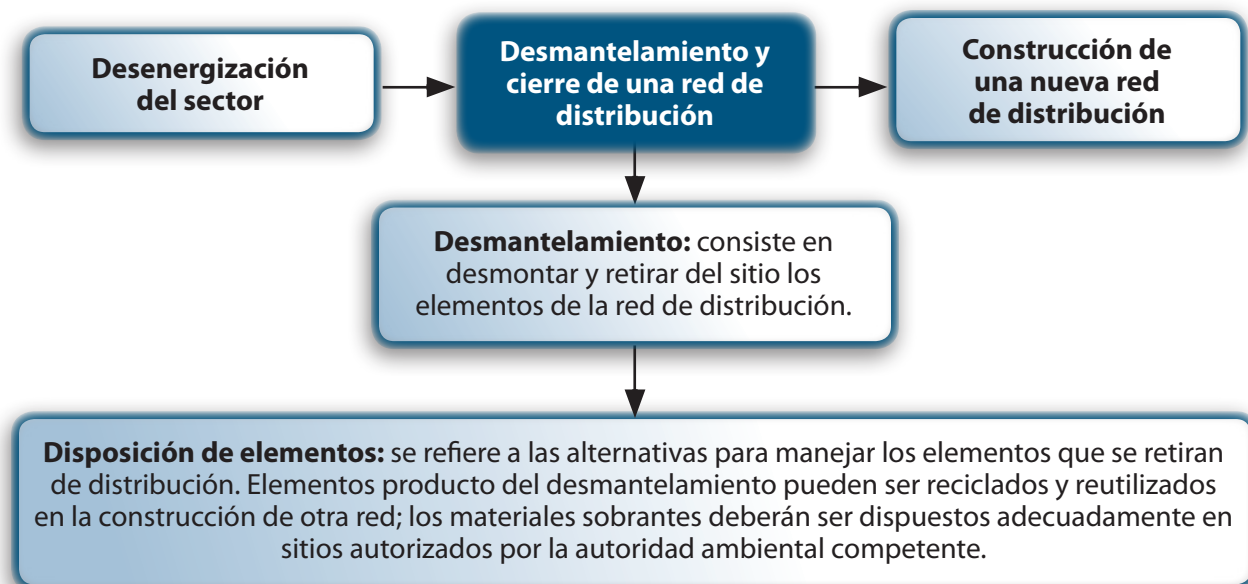 Desenergización
del sector
Desmantelamiento y
cierre de una red de
distribución
Construcción de
una nueva red
de distribución
Desmantelamiento: consiste en
desmontar y retirar del sitio los
elementos de la red de distribución.
Disposición de elementos: se refiere a las alternativas para manejar los elementos que se retiran
de distribución. Elementos producto del desmantelamiento pueden ser reciclados y reutilizados
en la construcción de otra red; los materiales sobrantes deberán ser dispuestos adecuadamente en
sitios autorizados por la autoridad ambiental competente.